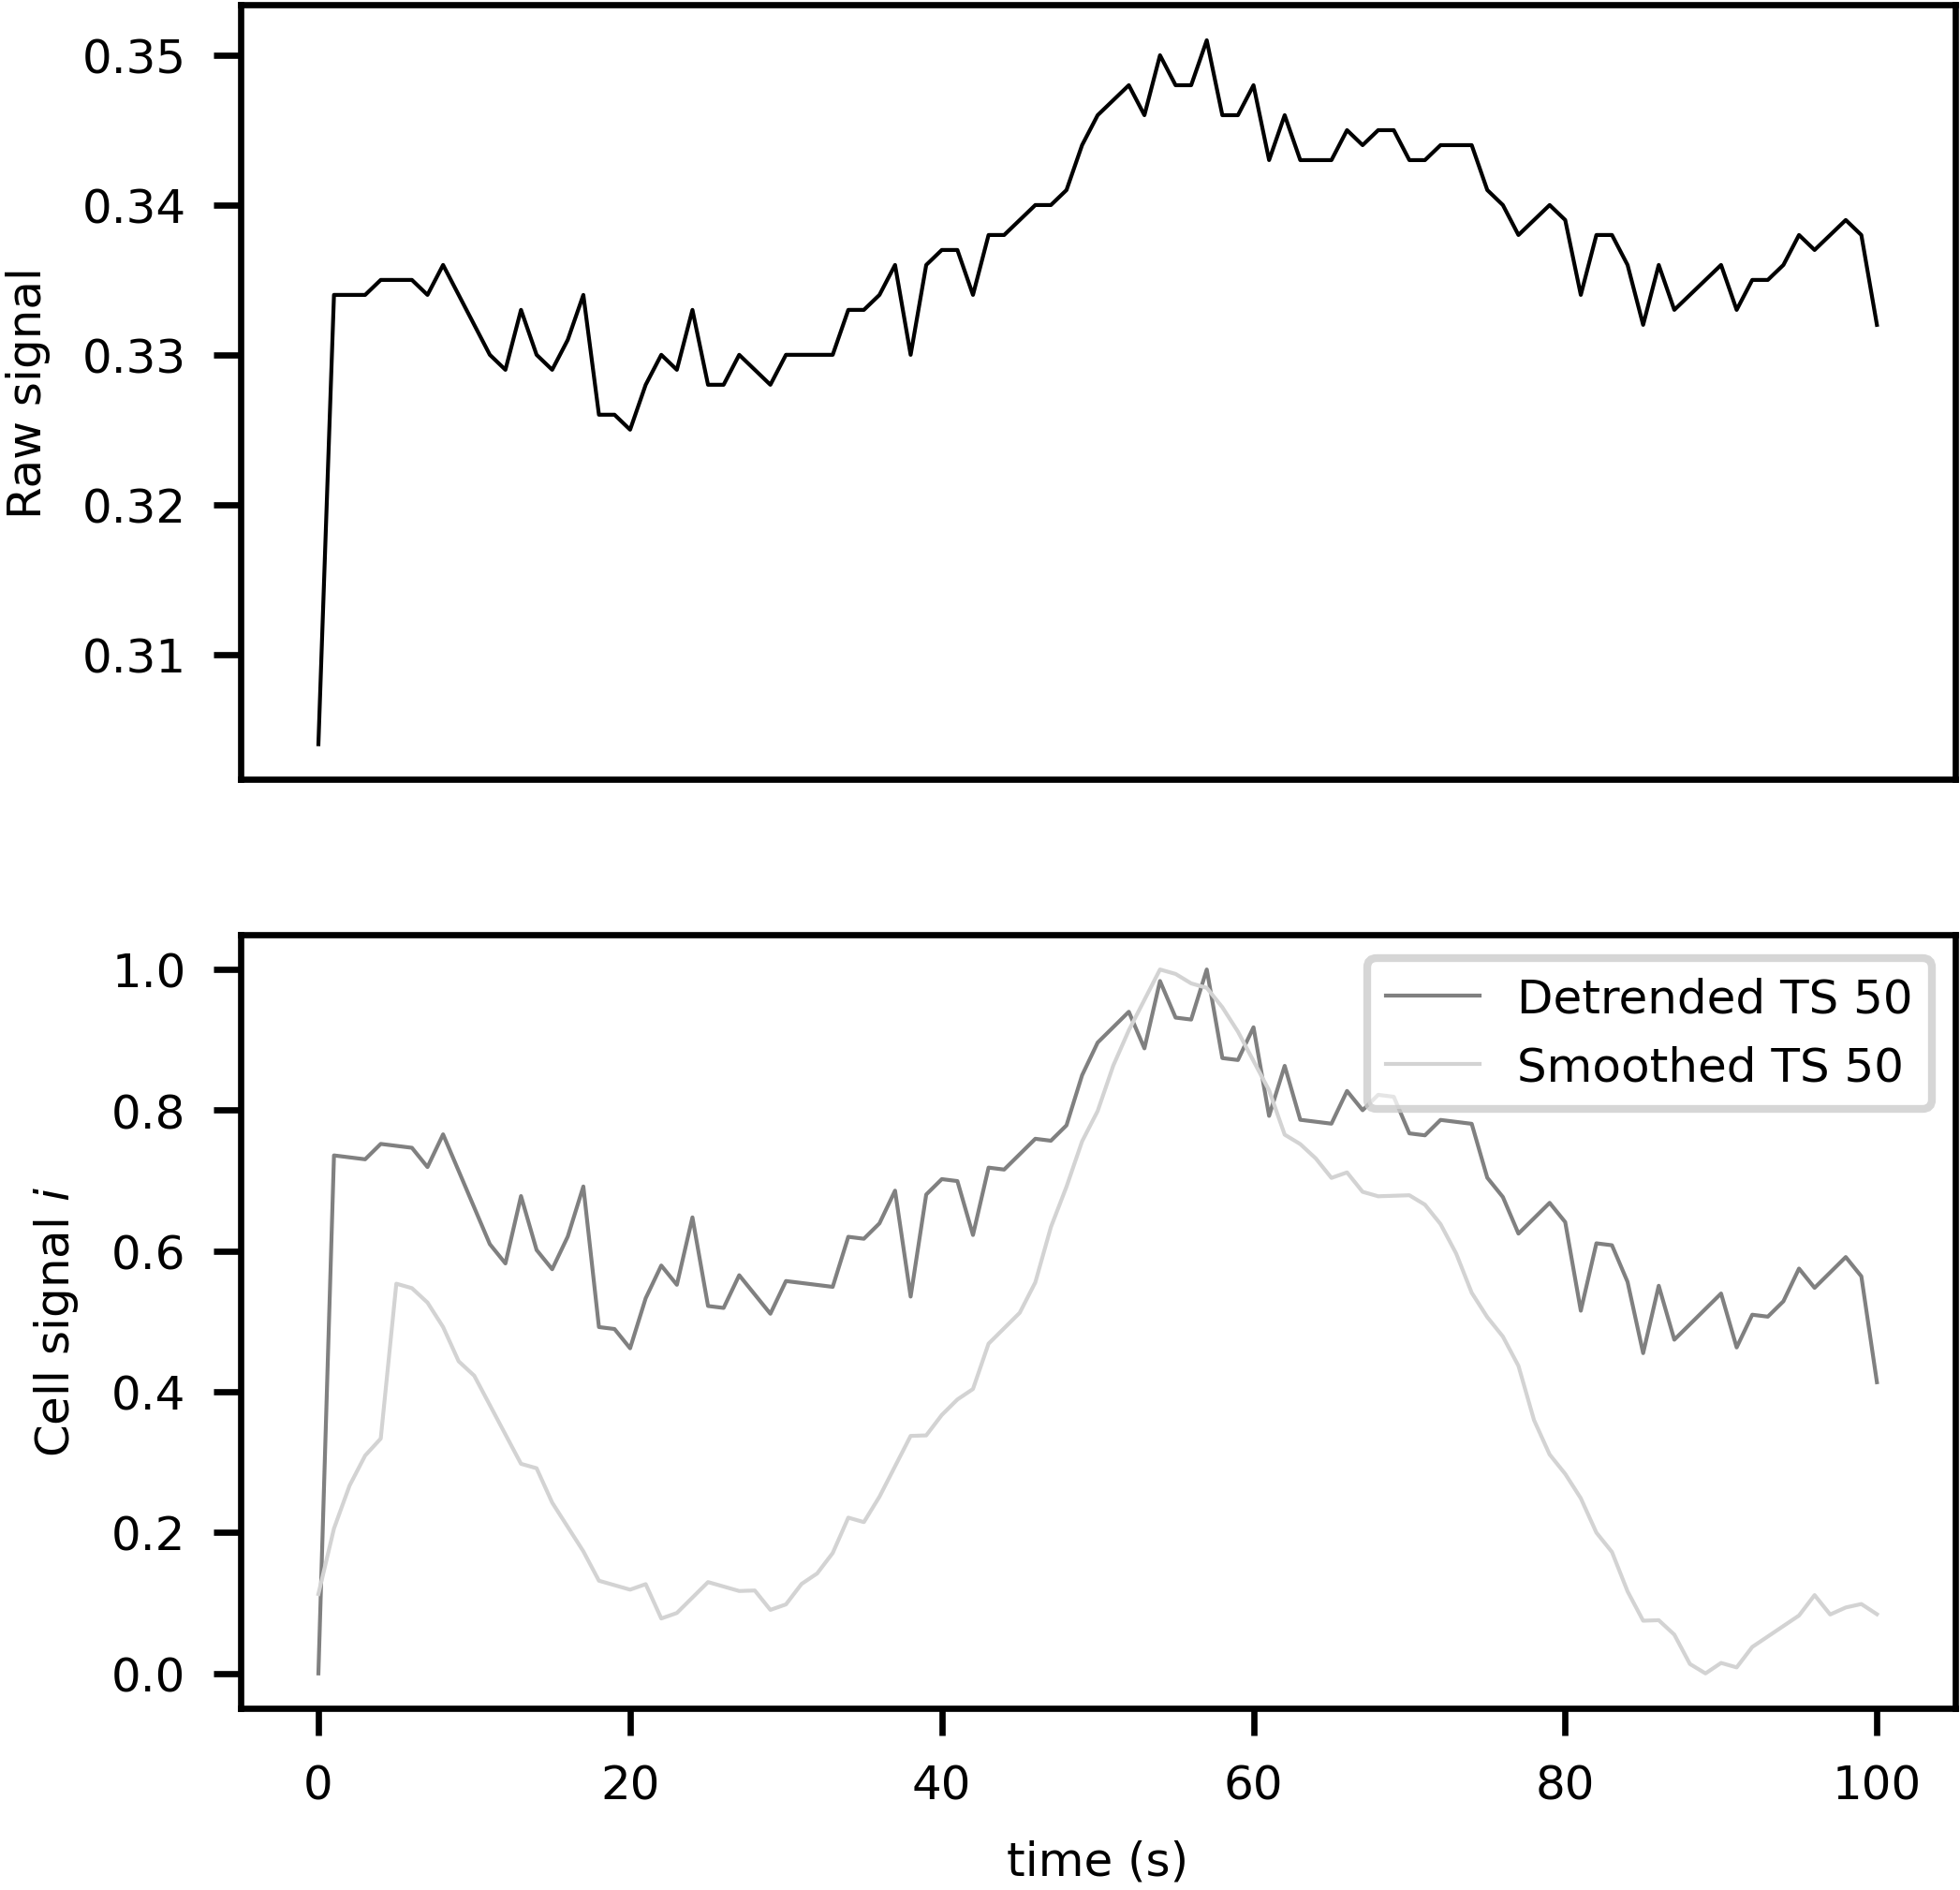 0.35
0.34
0.33
0.32
0.31
Raw signal
1.0
0.8
0.6
0.4
0.2
0.0
Cell signal i
Detrended TS 50
Smoothed TS 50
0 20 40 60 80 100
time (s)